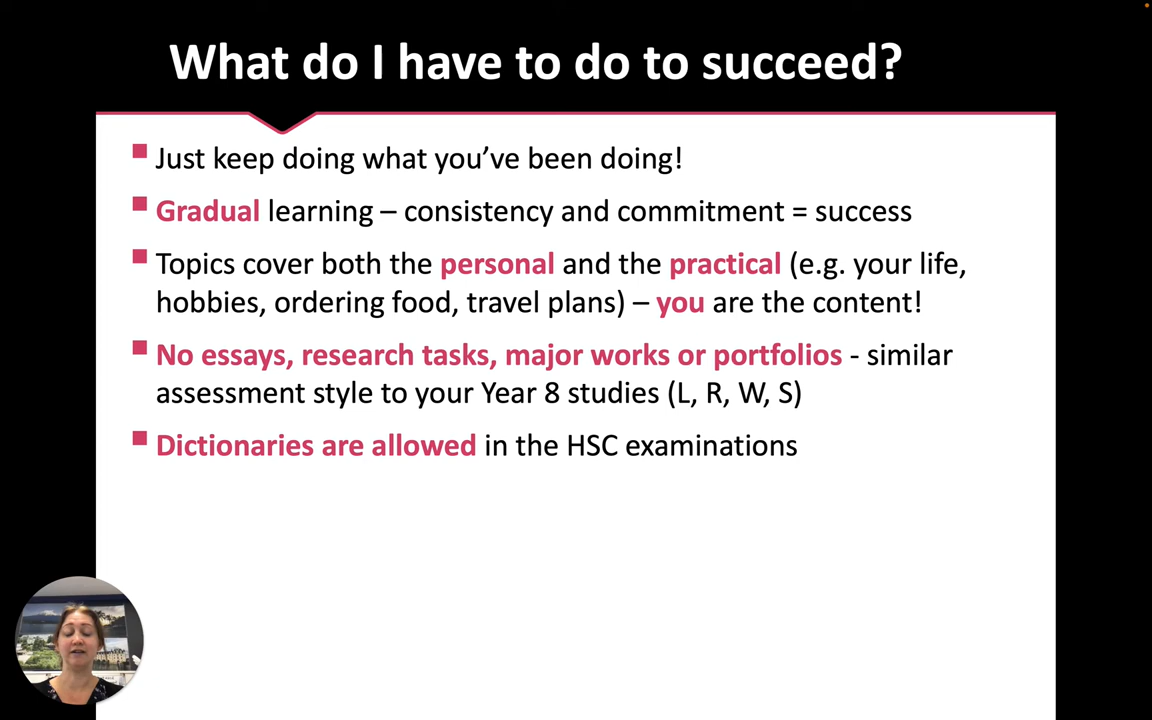 What do I have to do to succeed?
Just keep doing what you've been doing!
Gradual learning – consistency and commitment = success
Topics cover both the personal and the practical (e.g. your life,
hobbies, ordering food, travel plans) – you are the content!
No essays, research tasks, major works or portfolios - similar
assessment style to your Year 8 studies (L, R, W, S)
Dictionaries are allowed in the HSC examinations